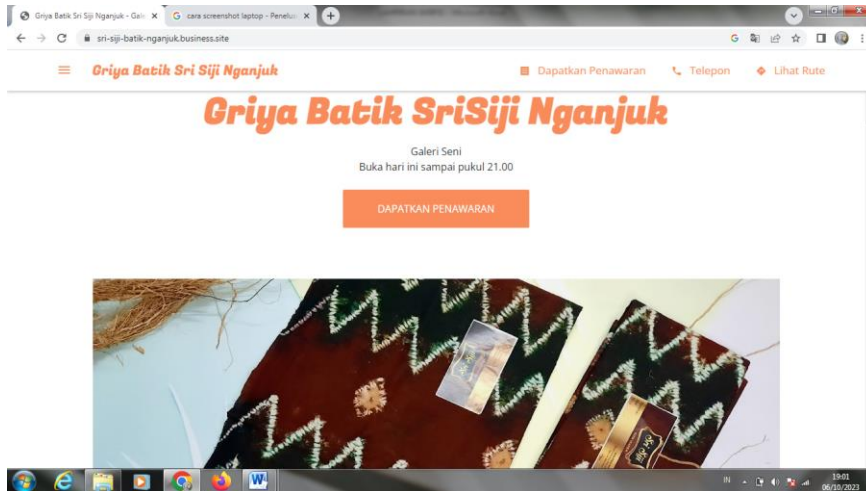 Griya Batik Sri Siji Nganjuk - Gale
cara screenshot laptop - Penelus
sri-siji-batik-nganjuk.business.site
Griya Batik Sri Siji Nganjuk
Dapatkan Penawaran
Telepon
Lihat Rute
Griya Batik SriSiji Nganjuk
Galeri Seni
Buka hari ini sampai pukul 21.00
DAPATKAN PENAWARAN
IN
19:01
06/10/2023